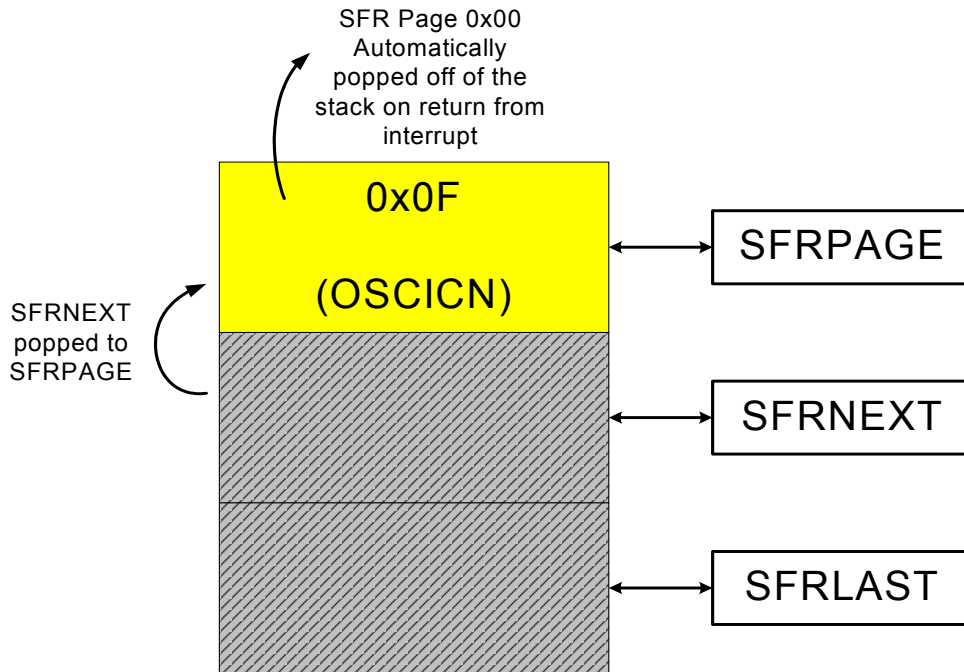 SFR Page 0x00
Automatically
popped off of the
stack on return from
interrupt
0x0F
(OSCICN)
SFRPAGE
SFRNEXT
popped to
SFRPAGE
SFRNEXT
SFRLAST